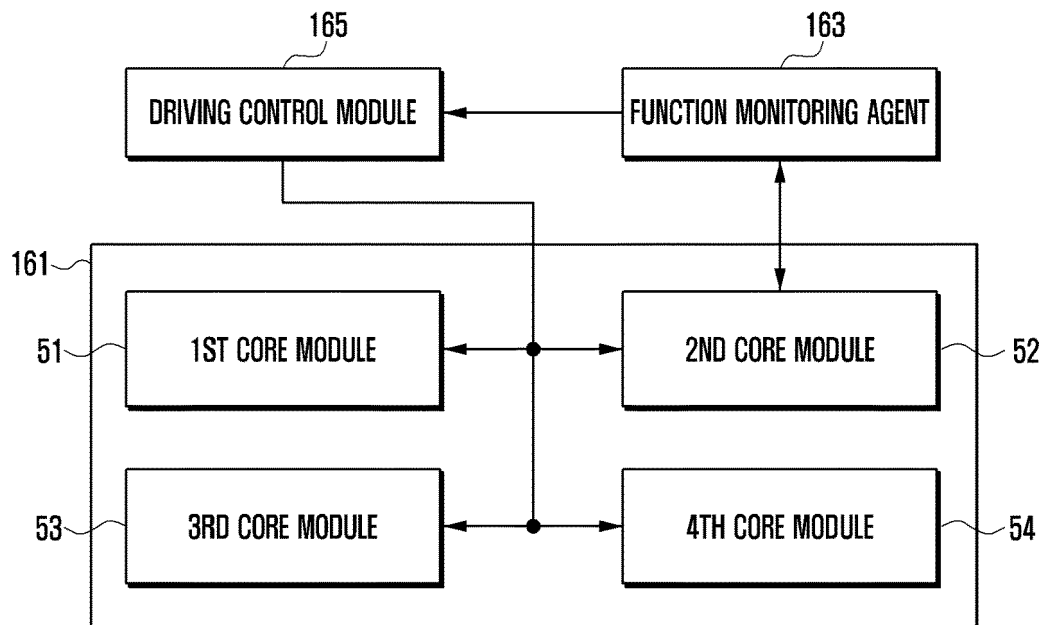 165
163
DRIVING CONTROL MODULE
FUNCTION MONITORING AGENT
161
51
1ST CORE MODULE
2ND CORE MODULE
52
53
3RD CORE MODULE
4TH CORE MODULE
54